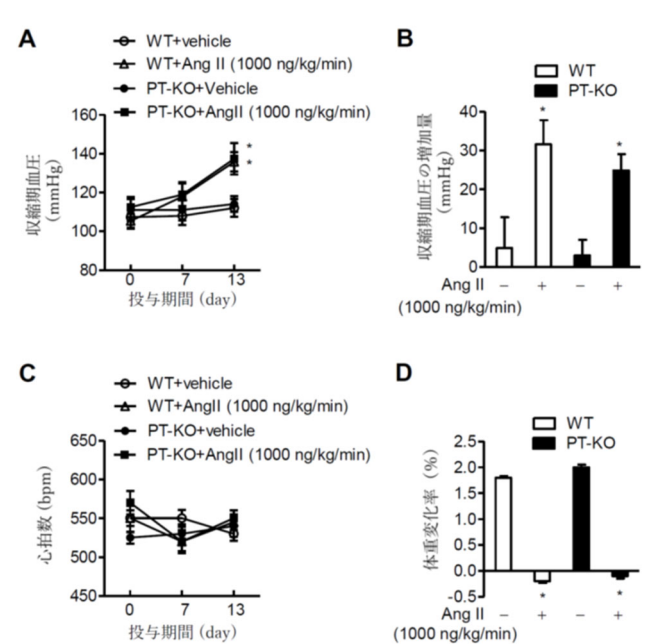 A
WT+vehicle
WT+Ang II (1000 ng/kg/min)
PT-KO+Vehicle
PT-KO+AngII (1000 ng/kg/min)
収縮期血圧
(mmHg)
160
140
120
100
80
*
*
0 7 13
投与期間 (day)
B
WT
PT-KO
収縮期血圧の増加量
(mmHg)
40
30
20
10
0
*
*
Ang II − + − +
(1000 ng/kg/min)
C
WT+vehicle
WT+AngII (1000 ng/kg/min)
PT-KO+vehicle
PT-KO+AngII (1000 ng/kg/min)
心拍数 (bpm)
650
600
550
500
450
0 7 13
投与期間 (day)
D
WT
PT-KO
体重変化率 (%)
2.5
2.0
1.5
1.0
0.5
0.0
-0.5
*
*
Ang II − + − +
(1000 ng/kg/min)